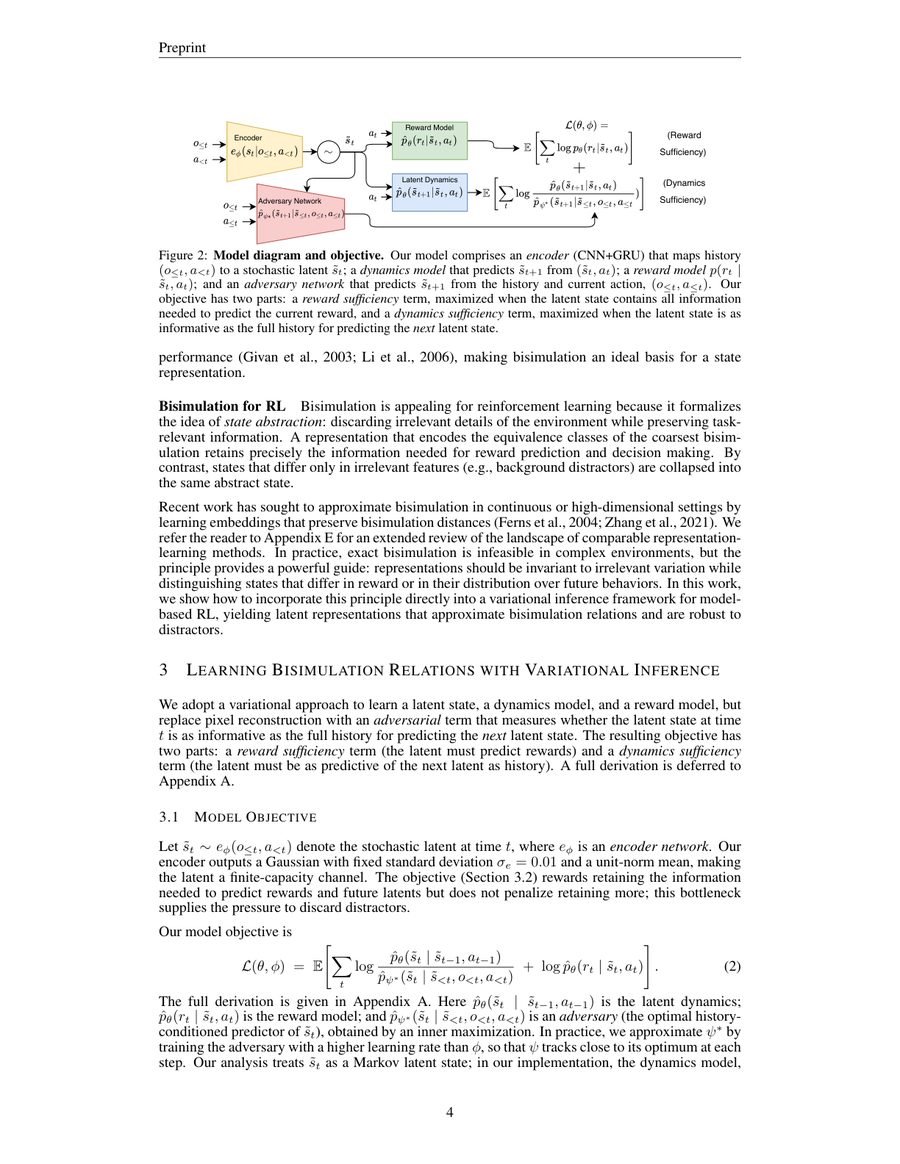 Preprint
Encoder
e_ϕ(s_t|o_{≤t}, a_{<t})
o_{≤t}
a_{<t}
∼
s̃_t
a_t
Reward Model
p̂_θ(r_t|s̃_t, a_t)
a_t
Latent Dynamics
p̂_θ(s̃_{t+1}|s̃_t, a_t)
Adversary Network
p̂_{ψ*}(s̃_{t+1}|s̃_{≤t}, o_{≤t}, a_{≤t})
o_{≤t}
a_{≤t}
L(θ, ϕ) =
E[∑_t log p_θ(r_t|s̃_t, a_t)]
(Reward
Sufficiency)
+
E[∑_t log p̂_θ(s̃_{t+1}|s̃_t, a_t) / p̂_{ψ*}(s̃_{t+1}|s̃_{≤t}, o_{≤t}, a_{≤t})]
(Dynamics
Sufficiency)
Figure 2: Model diagram and objective. Our model comprises an encoder (CNN+GRU) that maps history
(o_{≤t}, a_{<t}) to a stochastic latent s̃_t; a dynamics model that predicts s̃_{t+1} from (s̃_t, a_t); a reward model p(r_t |
s̃_t, a_t); and an adversary network that predicts s̃_{t+1} from the history and current action, (o_{≤t}, a_{≤t}). Our
objective has two parts: a reward sufficiency term, maximized when the latent state contains all information
needed to predict the current reward, and a dynamics sufficiency term, maximized when the latent state is as
informative as the full history for predicting the next latent state.
performance (Givan et al., 2003; Li et al., 2006), making bisimulation an ideal basis for a state
representation.
Bisimulation for RL Bisimulation is appealing for reinforcement learning because it formalizes
the idea of state abstraction: discarding irrelevant details of the environment while preserving task-
relevant information. A representation that encodes the equivalence classes of the coarsest bisim-
ulation retains precisely the information needed for reward prediction and decision making. By
contrast, states that differ only in irrelevant features (e.g., background distractors) are collapsed into
the same abstract state.
Recent work has sought to approximate bisimulation in continuous or high-dimensional settings by
learning embeddings that preserve bisimulation distances (Ferns et al., 2004; Zhang et al., 2021). We
refer the reader to Appendix E for an extended review of the landscape of comparable representation-
learning methods. In practice, exact bisimulation is infeasible in complex environments, but the
principle provides a powerful guide: representations should be invariant to irrelevant variation while
distinguishing states that differ in reward or in their distribution over future behaviors. In this work,
we show how to incorporate this principle directly into a variational inference framework for model-
based RL, yielding latent representations that approximate bisimulation relations and are robust to
distractors.
3 LEARNING BISIMULATION RELATIONS WITH VARIATIONAL INFERENCE
We adopt a variational approach to learn a latent state, a dynamics model, and a reward model, but
replace pixel reconstruction with an adversarial term that measures whether the latent state at time
t is as informative as the full history for predicting the next latent state. The resulting objective has
two parts: a reward sufficiency term (the latent must predict rewards) and a dynamics sufficiency
term (the latent must be as predictive of the next latent as history). A full derivation is deferred to
Appendix A.
3.1 MODEL OBJECTIVE
Let s̃_t ∼ e_ϕ(o_{≤t}, a_{<t}) denote the stochastic latent at time t, where e_ϕ is an encoder network. Our
encoder outputs a Gaussian with fixed standard deviation σ_e = 0.01 and a unit-norm mean, making
the latent a finite-capacity channel. The objective (Section 3.2) rewards retaining the information
needed to predict rewards and future latents but does not penalize retaining more; this bottleneck
supplies the pressure to discard distractors.
Our model objective is
L(θ, ϕ) = E[∑_t log p̂_θ(s̃_t | s̃_{t−1}, a_{t−1}) / p̂_{ψ*}(s̃_t | s̃_{<t}, o_{<t}, a_{<t}) + log p̂_θ(r_t | s̃_t, a_t)]. (2)
The full derivation is given in Appendix A. Here p̂_θ(s̃_t | s̃_{t−1}, a_{t−1}) is the latent dynamics;
p̂_θ(r_t | s̃_t, a_t) is the reward model; and p̂_{ψ*}(s̃_t | s̃_{<t}, o_{<t}, a_{<t}) is an adversary (the optimal history-
conditioned predictor of s̃_t), obtained by an inner maximization. In practice, we approximate ψ* by
training the adversary with a higher learning rate than ϕ, so that ψ tracks close to its optimum at each
step. Our analysis treats s̃_t as a Markov latent state; in our implementation, the dynamics model,
4